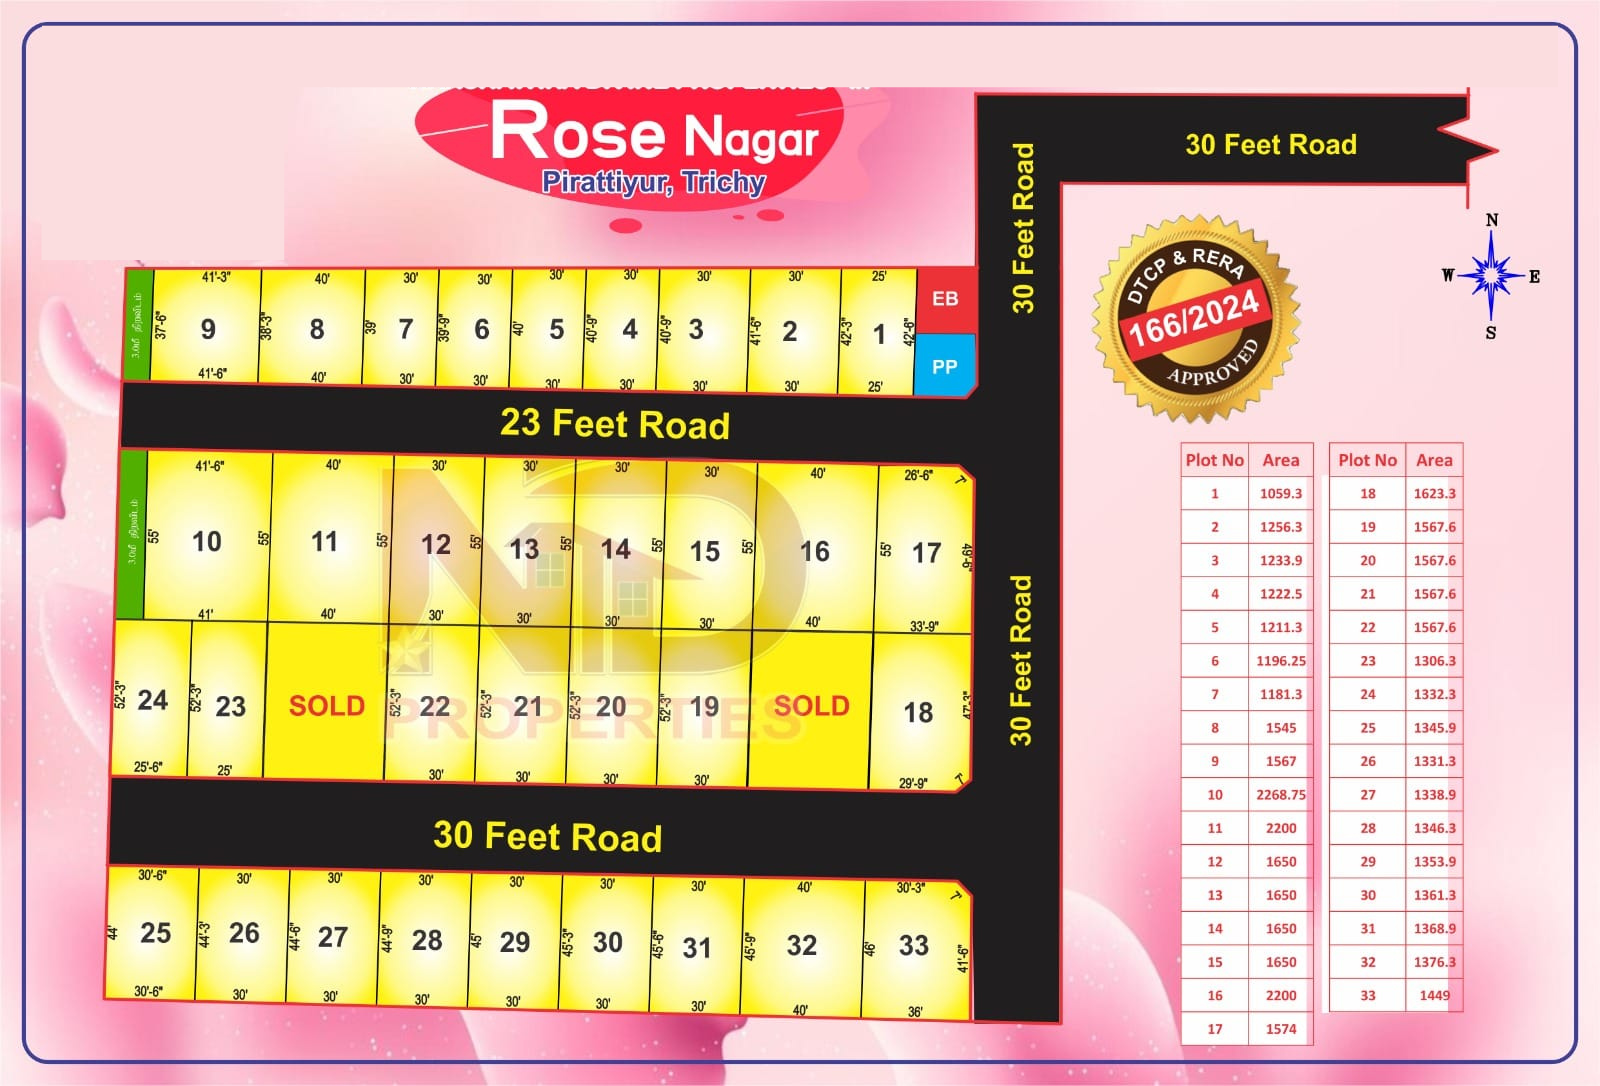 Rose Nagar
Pirattiyur, Trichy
30 Feet Road
30 Feet Road
N
W E
S
DTCP & RERA
166/2024
APPROVED
41'-3" 40' 30' 30' 30' 30' 30' 30' 25'
EB
37'-6" 9 38'-3" 8 39' 7 39'-9" 6 40' 5 40'-9" 4 40'-9" 3 41'-6" 2 42'-3" 1 42'-6"
PP
41'-6" 40' 30' 30' 30' 30' 30' 30' 25'
23 Feet Road
41'-6" 40' 30' 30' 30' 30' 40' 26'-6" 7'
55' 10 55' 11 55' 12 55' 13 55' 14 55' 15 55' 16 55' 17 49'-6"
41' 40' 30' 30' 30' 30' 40' 33'-9"
52'-3" 24 52'-3" 23 SOLD 52'-3" 22 52'-3" 21 52'-3" 20 52'-3" 19 SOLD 18 47'-3"
PROPERTIES
25'-6" 25' 30' 30' 30' 30' 29'-9" 7'
30 Feet Road
30 Feet Road
30'-6" 30' 30' 30' 30' 30' 30' 40' 30'-3" 7'
44' 25 44'-3' 26 44'-6" 27 44'-9" 28 45' 29 45'-3" 30 45'-6" 31 45'-9" 32 46' 33 41'-6"
30'-6" 30' 30' 30' 30' 30' 30' 40' 36'
Plot No Area
1 1059.3
2 1256.3
3 1233.9
4 1222.5
5 1211.3
6 1196.25
7 1181.3
8 1545
9 1567
10 2268.75
11 2200
12 1650
13 1650
14 1650
15 1650
16 2200
17 1574
Plot No Area
18 1623.3
19 1567.6
20 1567.6
21 1567.6
22 1567.6
23 1306.3
24 1332.3
25 1345.9
26 1331.3
27 1338.9
28 1346.3
29 1353.9
30 1361.3
31 1368.9
32 1376.3
33 1449